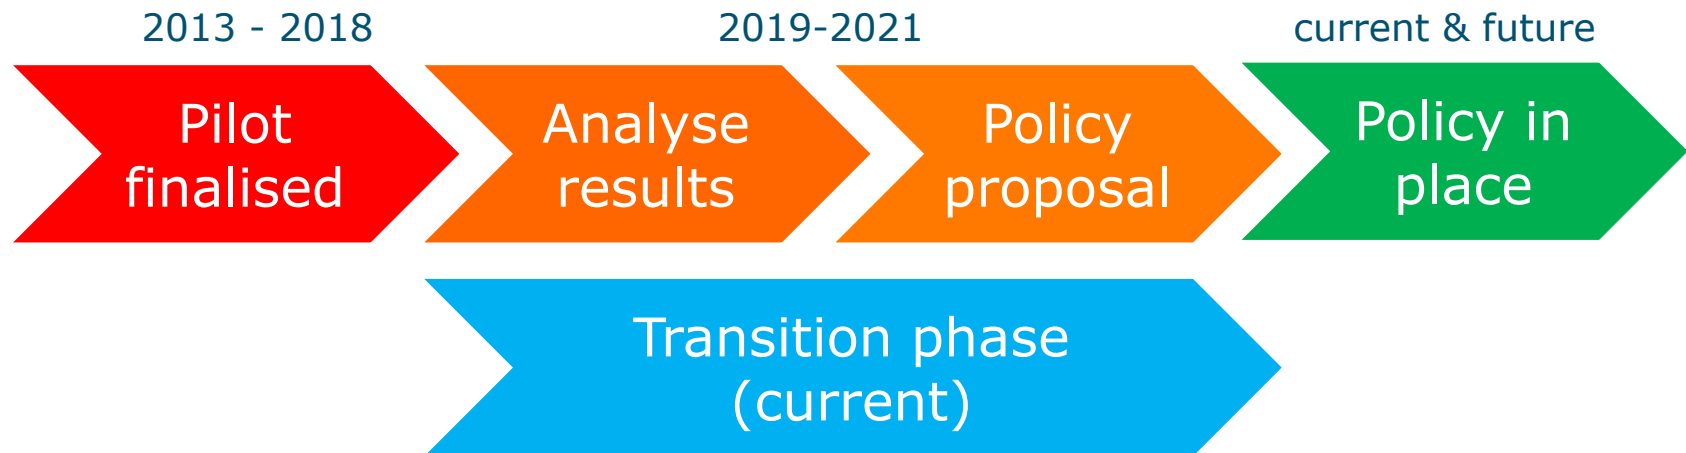 2013 - 2018
2019-2021
current & future
Pilot
finalised
Analyse
results
Policy
proposal
Policy in
place
Transition phase
(current)